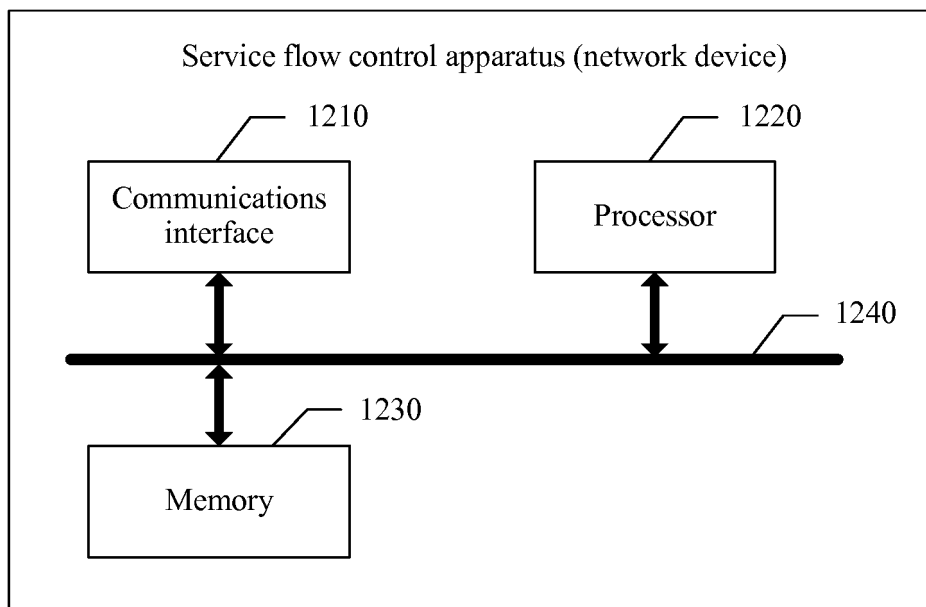 Service flow control apparatus (network device)
1210
1220
Communications
interface
Processor
1240
1230
Memory